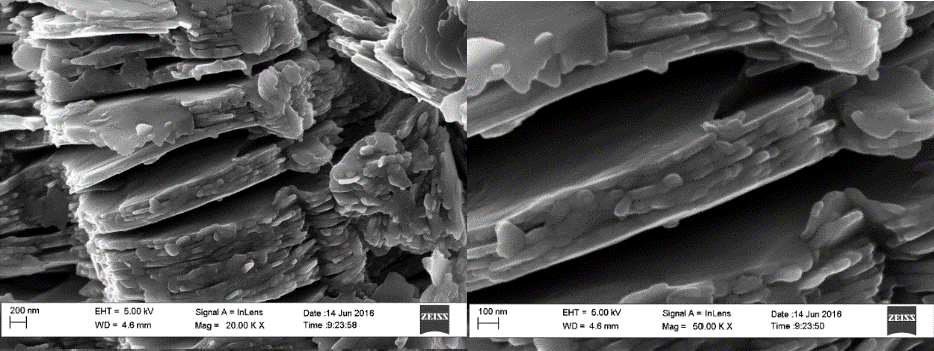 200 nm
EHT = 5.00 kV
Signal A = InLens
Date :14 Jun 2016
WD = 4.6 mm
Mag = 20.00 K X
Time :9:23:58
ZEISS
100 nm
EHT = 5.00 kV
Signal A = InLens
Date :14 Jun 2016
WD = 4.6 mm
Mag = 50.00 K X
Time :9:23:50
ZEISS